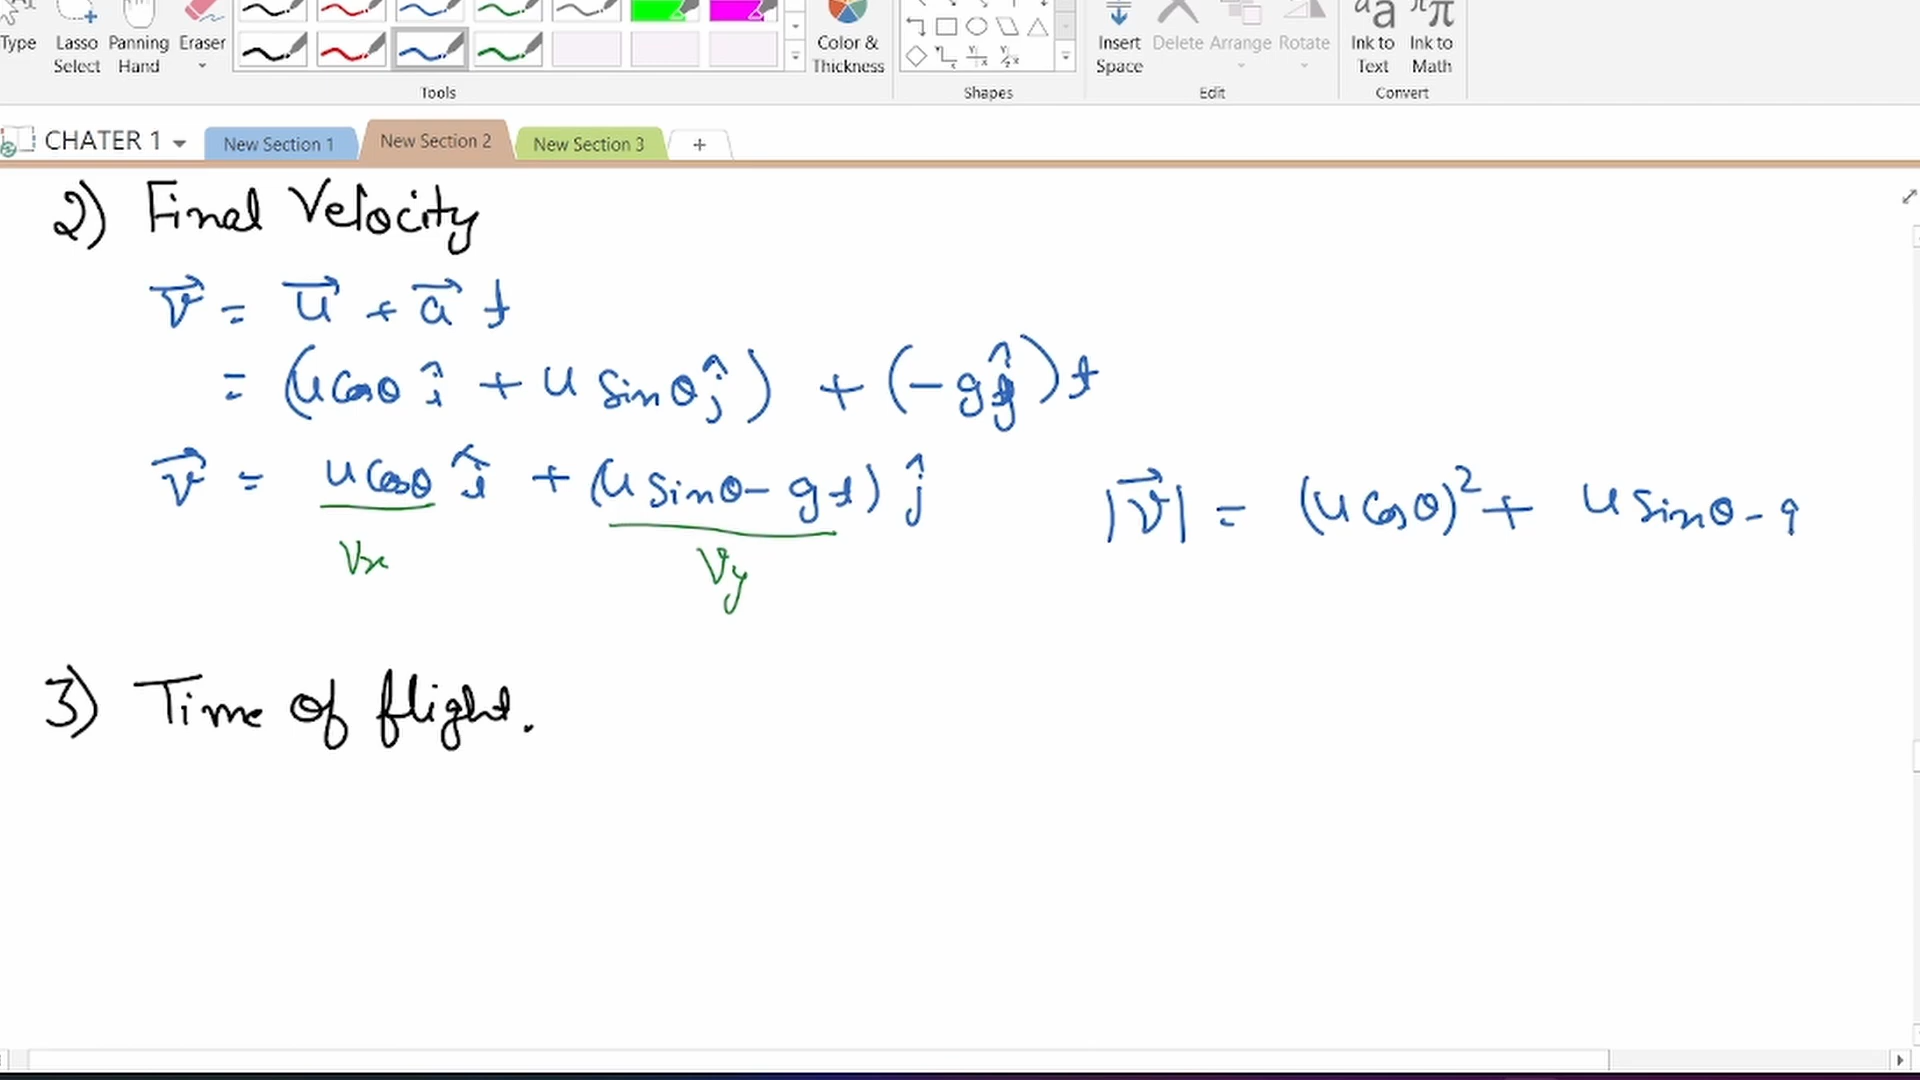 Type
Lasso Select
Panning Hand
Eraser
Color & Thickness
Insert Space
Delete
Arrange
Rotate
Ink to Text
Ink to Math
Tools
Shapes
Edit
Convert
CHATER 1
New Section 1
New Section 2
New Section 3
+
2) Final Velocity
v⃗ = u⃗ + a⃗ t
= (u cosθ î + u sinθ ĵ) + (-g ĵ)t
v⃗ = u cosθ î + (u sinθ - gt) ĵ
|v⃗| = (u cosθ)² + u sinθ - g
Vx
Vy
3) Time of flight.